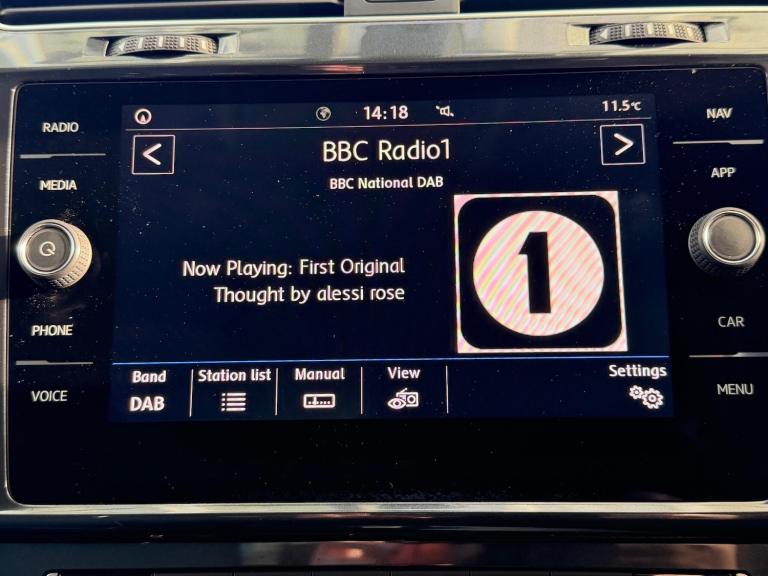 14:18
11.5°C
RADIO
NAV
BBC Radio1
BBC National DAB
MEDIA
APP
1
Now Playing: First Original
Thought by alessi rose
PHONE
CAR
VOICE
MENU
Band
Station list
Manual
View
Settings
DAB